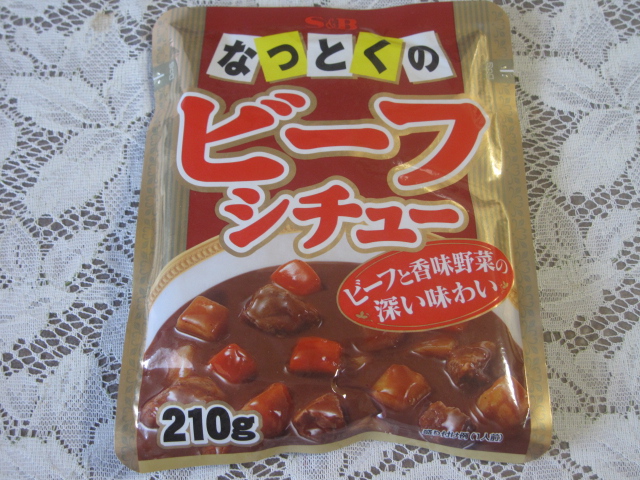 S&B
なっとくの
ビーフ
シチュー
ビーフと香味野菜の
深い味わい
210g